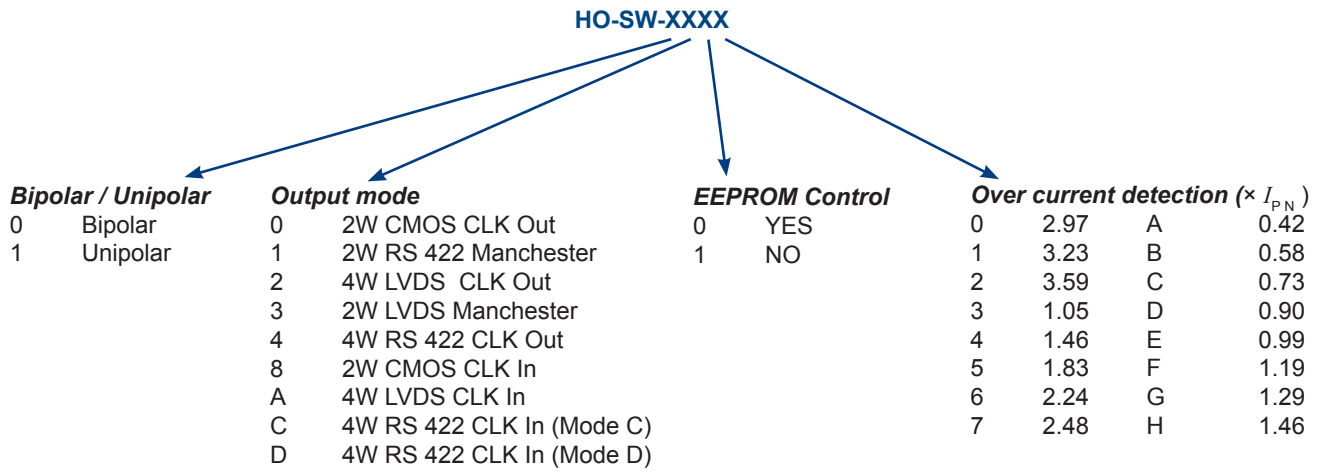 HO-SW-XXXX
Bipolar / Unipolar
0 Bipolar
1 Unipolar
Output mode
0 2W CMOS CLK Out
1 2W RS 422 Manchester
2 4W LVDS CLK Out
3 2W LVDS Manchester
4 4W RS 422 CLK Out
8 2W CMOS CLK In
A 4W LVDS CLK In
C 4W RS 422 CLK In (Mode C)
D 4W RS 422 CLK In (Mode D)
EEPROM Control
0 YES
1 NO
Over current detection (× I PN )
0 2.97 A 0.42
1 3.23 B 0.58
2 3.59 C 0.73
3 1.05 D 0.90
4 1.46 E 0.99
5 1.83 F 1.19
6 2.24 G 1.29
7 2.48 H 1.46